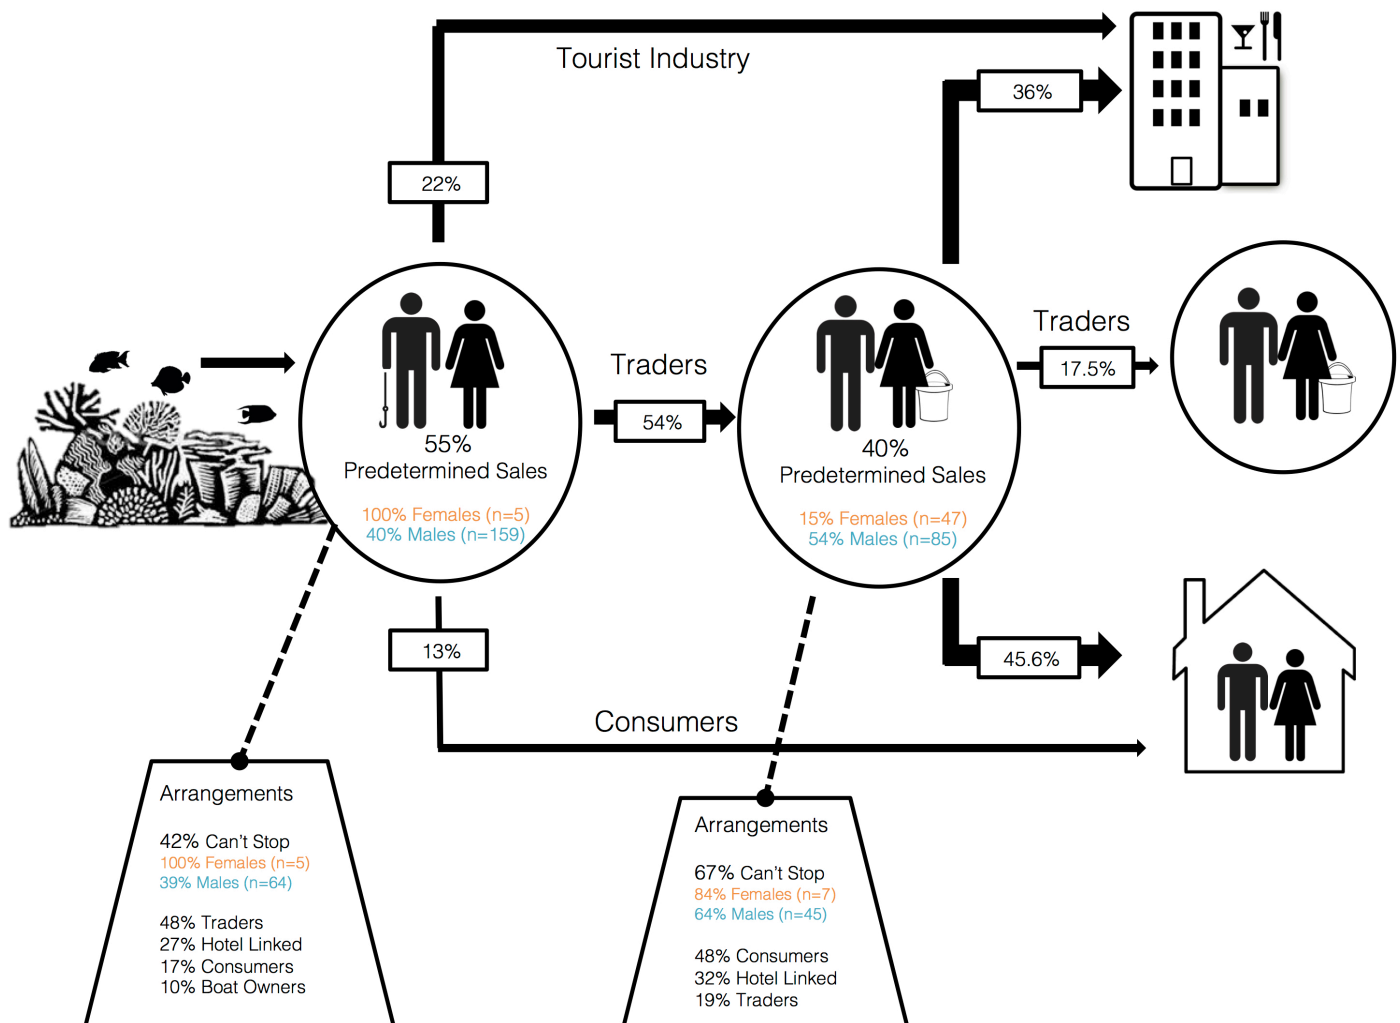 Tourist Industry
36%
22%
Traders
17.5%
Traders
54%
55%
Predetermined Sales
100% Females (n=5)
40% Males (n=159)
40%
Predetermined Sales
15% Females (n=47)
54% Males (n=85)
13%
45.6%
Consumers
Arrangements
42% Can't Stop
100% Females (n=5)
39% Males (n=64)
48% Traders
27% Hotel Linked
17% Consumers
10% Boat Owners
Arrangements
67% Can't Stop
84% Females (n=7)
64% Males (n=45)
48% Consumers
32% Hotel Linked
19% Traders